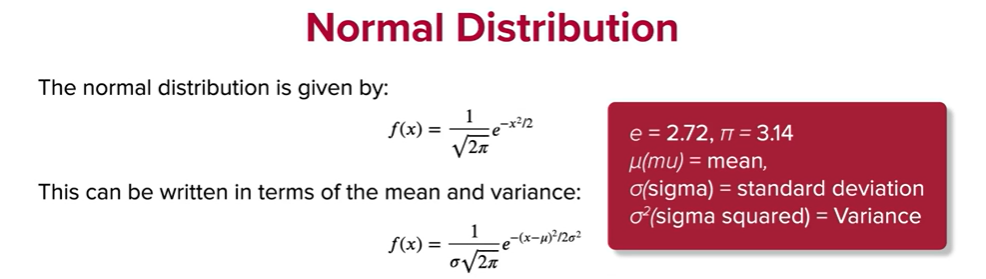 Normal Distribution
The normal distribution is given by:
f(x) = 1/√2π e^−x²/2
This can be written in terms of the mean and variance:
f(x) = 1/σ√2π e^−(x−μ)²/2σ²
e = 2.72, π = 3.14
μ(mu) = mean,
σ(sigma) = standard deviation
σ²(sigma squared) = Variance